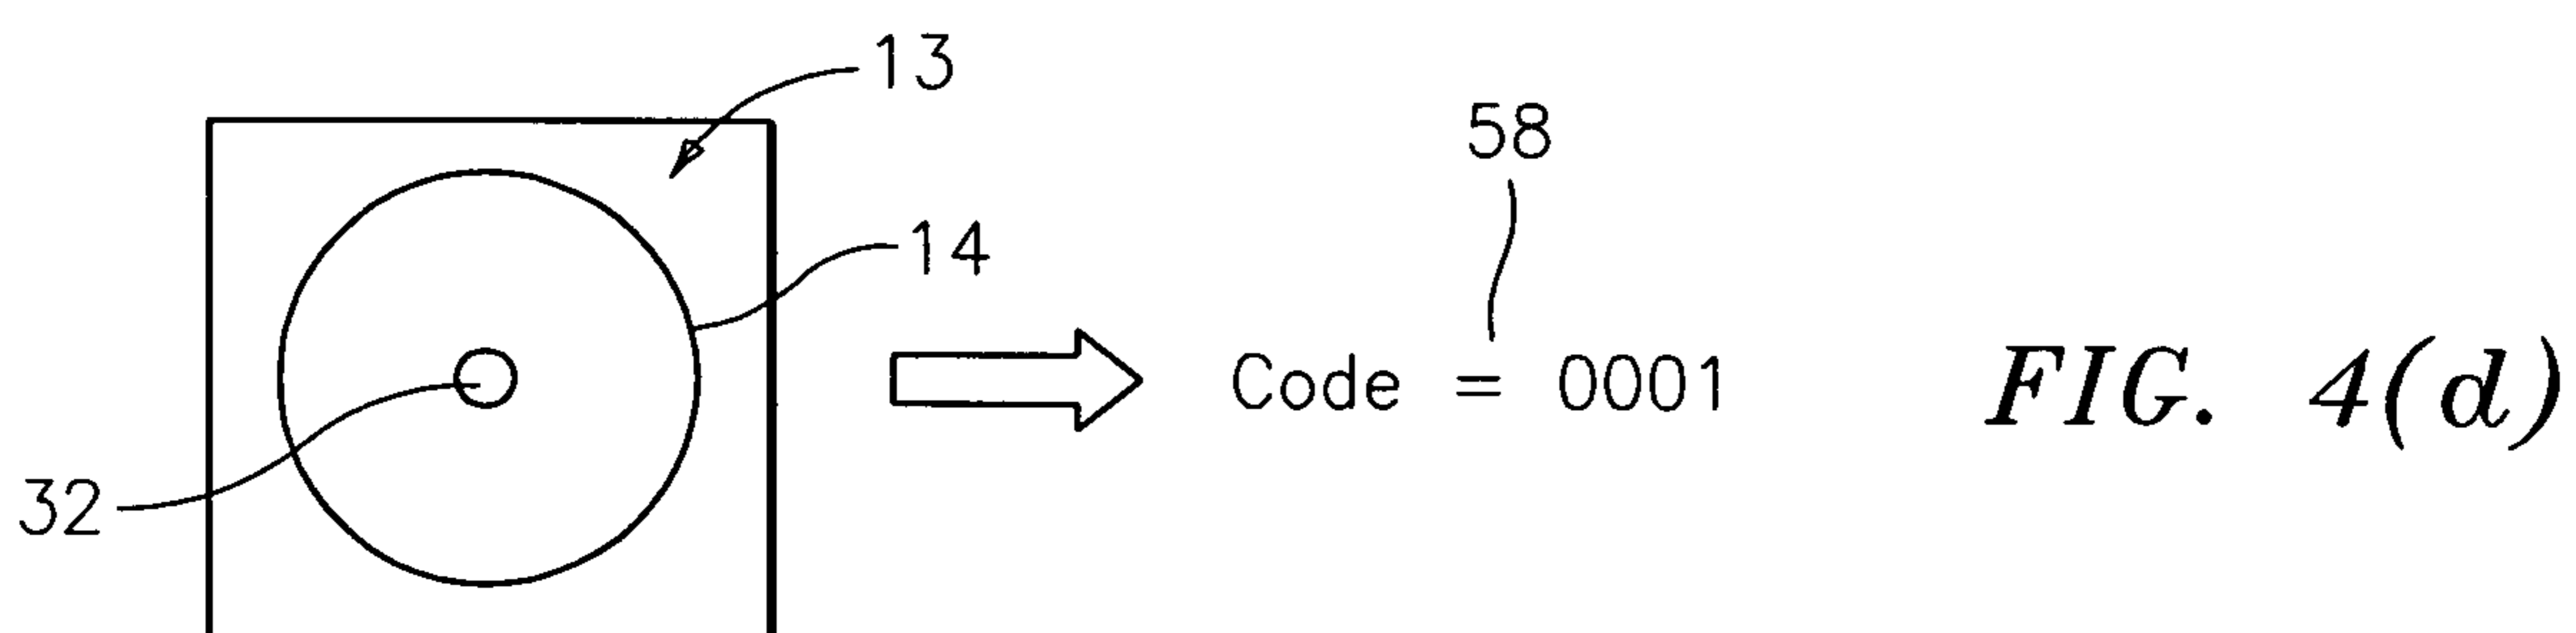 13
58
14
Code = 0001
FIG. 4(d)
32